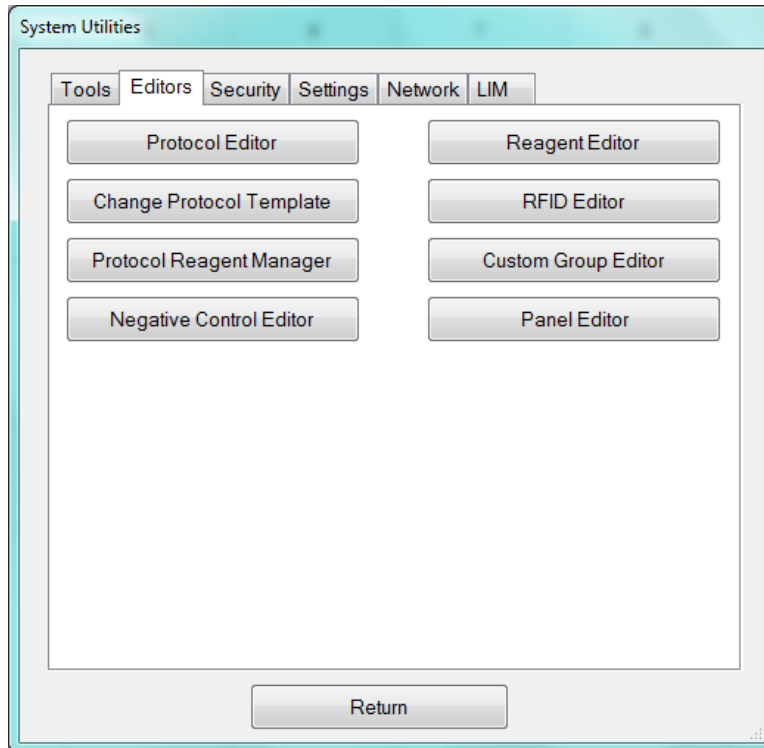 System Utilities
Tools Editors Security Settings Network LIM
Protocol Editor Reagent Editor
Change Protocol Template RFID Editor
Protocol Reagent Manager Custom Group Editor
Negative Control Editor Panel Editor
Return